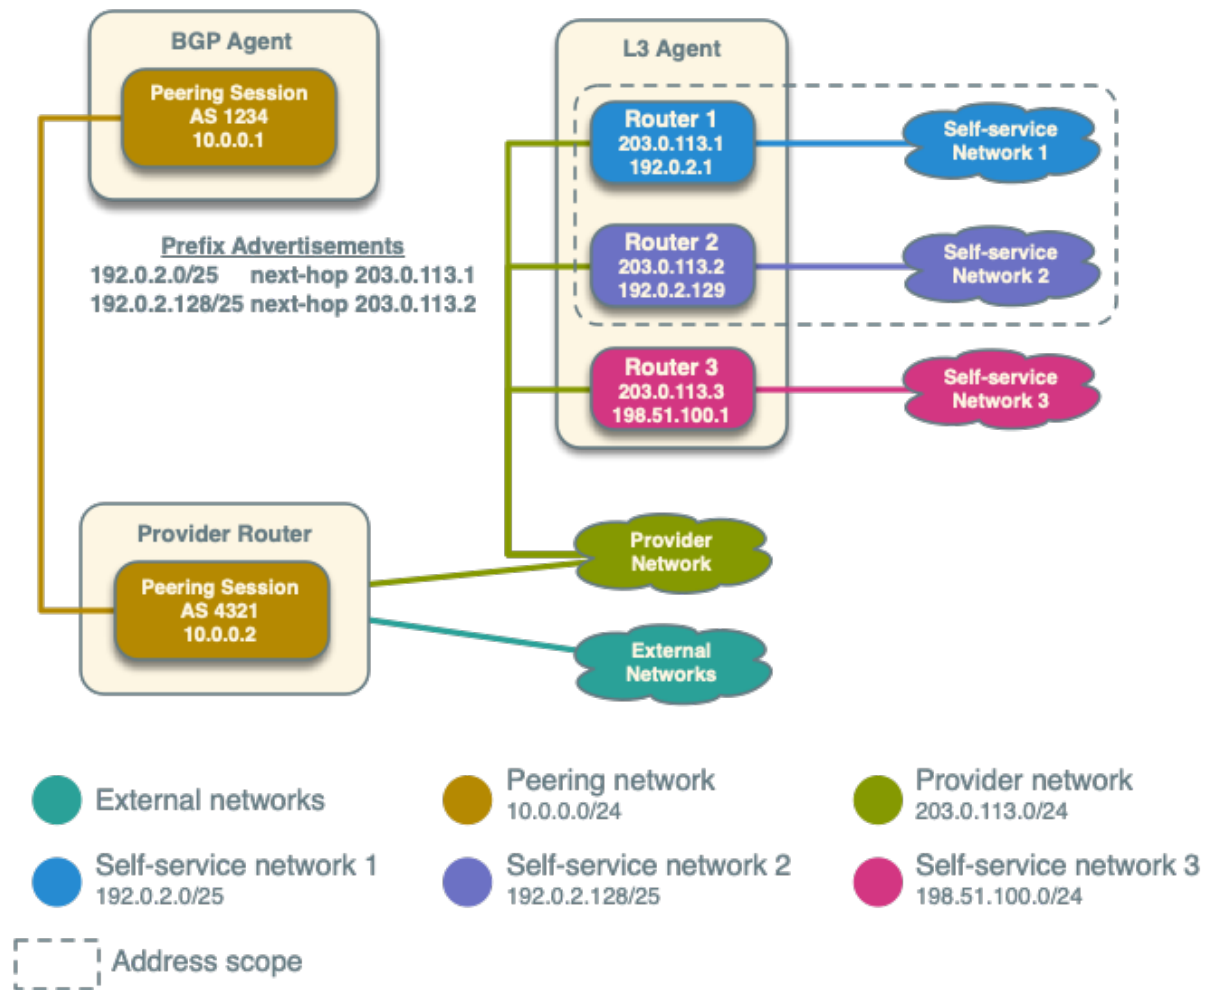 BGP Agent
Peering Session
AS 1234
10.0.0.1
Prefix Advertisements
192.0.2.0/25 next-hop 203.0.113.1
192.0.2.128/25 next-hop 203.0.113.2
L3 Agent
Router 1
203.0.113.1
192.0.2.1
Self-service
Network 1
Router 2
203.0.113.2
192.0.2.129
Self-service
Network 2
Router 3
203.0.113.3
198.51.100.1
Self-service
Network 3
Provider Router
Peering Session
AS 4321
10.0.0.2
Provider
Network
External
Networks
External networks
Peering network
10.0.0.0/24
Provider network
203.0.113.0/24
Self-service network 1
192.0.2.0/25
Self-service network 2
192.0.2.128/25
Self-service network 3
198.51.100.0/24
Address scope